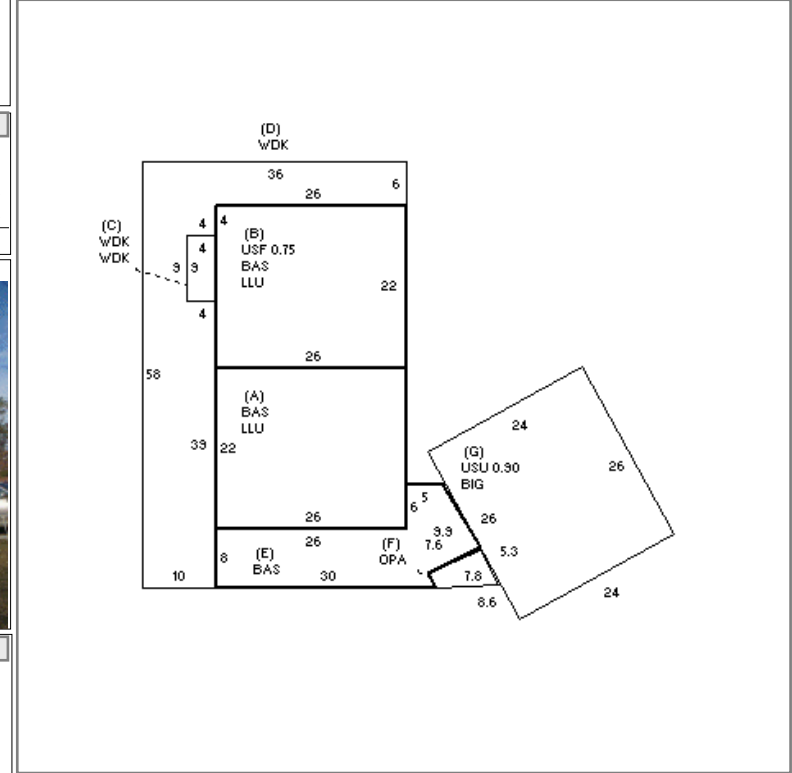 (D)
WDK
36
6
26
(C)
WDK
WDK
4
4
4
9
9
4
(B)
USF 0.75
BAS
LLU
22
26
58
(A)
BAS
LLU
39
22
26
26
8
(E)
BAS
10
30
(F)
OPA
5
6
9.9
7.6
7.8
8.6
5.3
(G)
USU 0.90
BIG
24
26
26
24